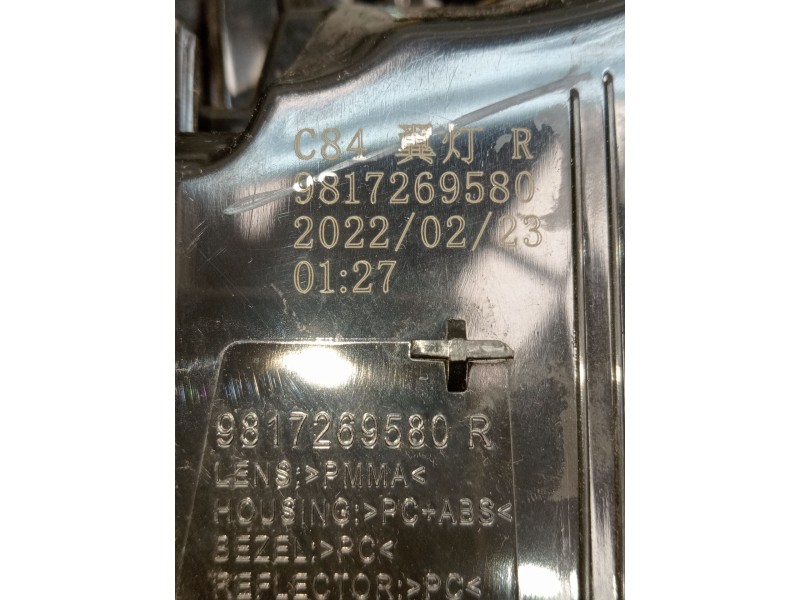 C84 翼灯 R
9817269580
2022/02/23
01:27
9817269580 R
LENS:>PMMA<
HOUSING:>PC+ABS<
BEZEL:>PC<
REFLECTOR:>PC<